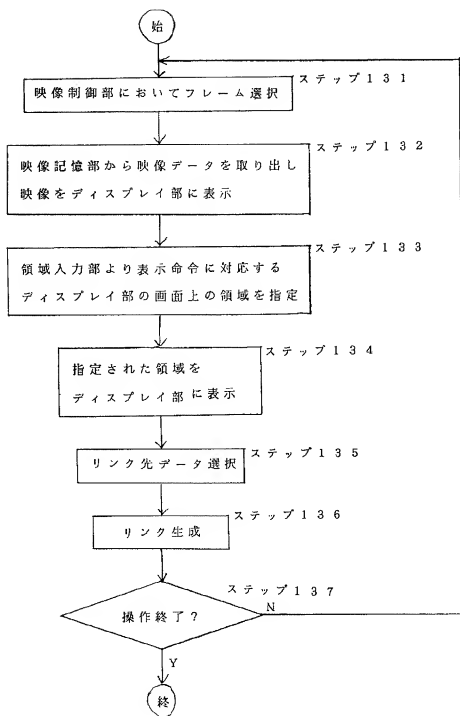 始
ステップ131
映像制御部においてフレーム選択
ステップ132
映像記憶部から映像データを取り出し
映像をディスプレイ部に表示
ステップ133
領域入力部より表示命令に対応する
ディスプレイ部の画面上の領域を指定
ステップ134
指定された領域を
ディスプレイ部に表示
ステップ135
リンク先データ選択
ステップ136
リンク生成
ステップ137
操作終了?
N
Y
終